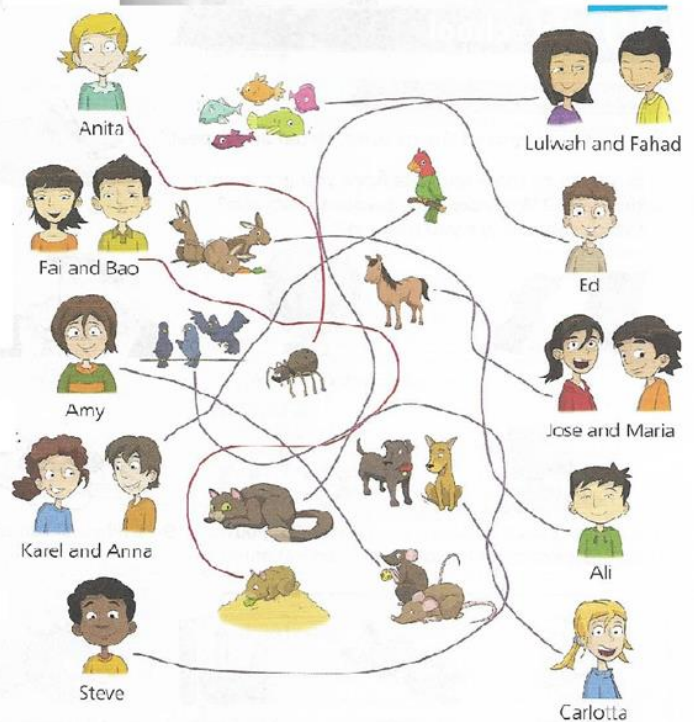 Anita
Lulwah and Fahad
Fai and Bao
Ed
Amy
Jose and Maria
Karel and Anna
Ali
Steve
Carlotta